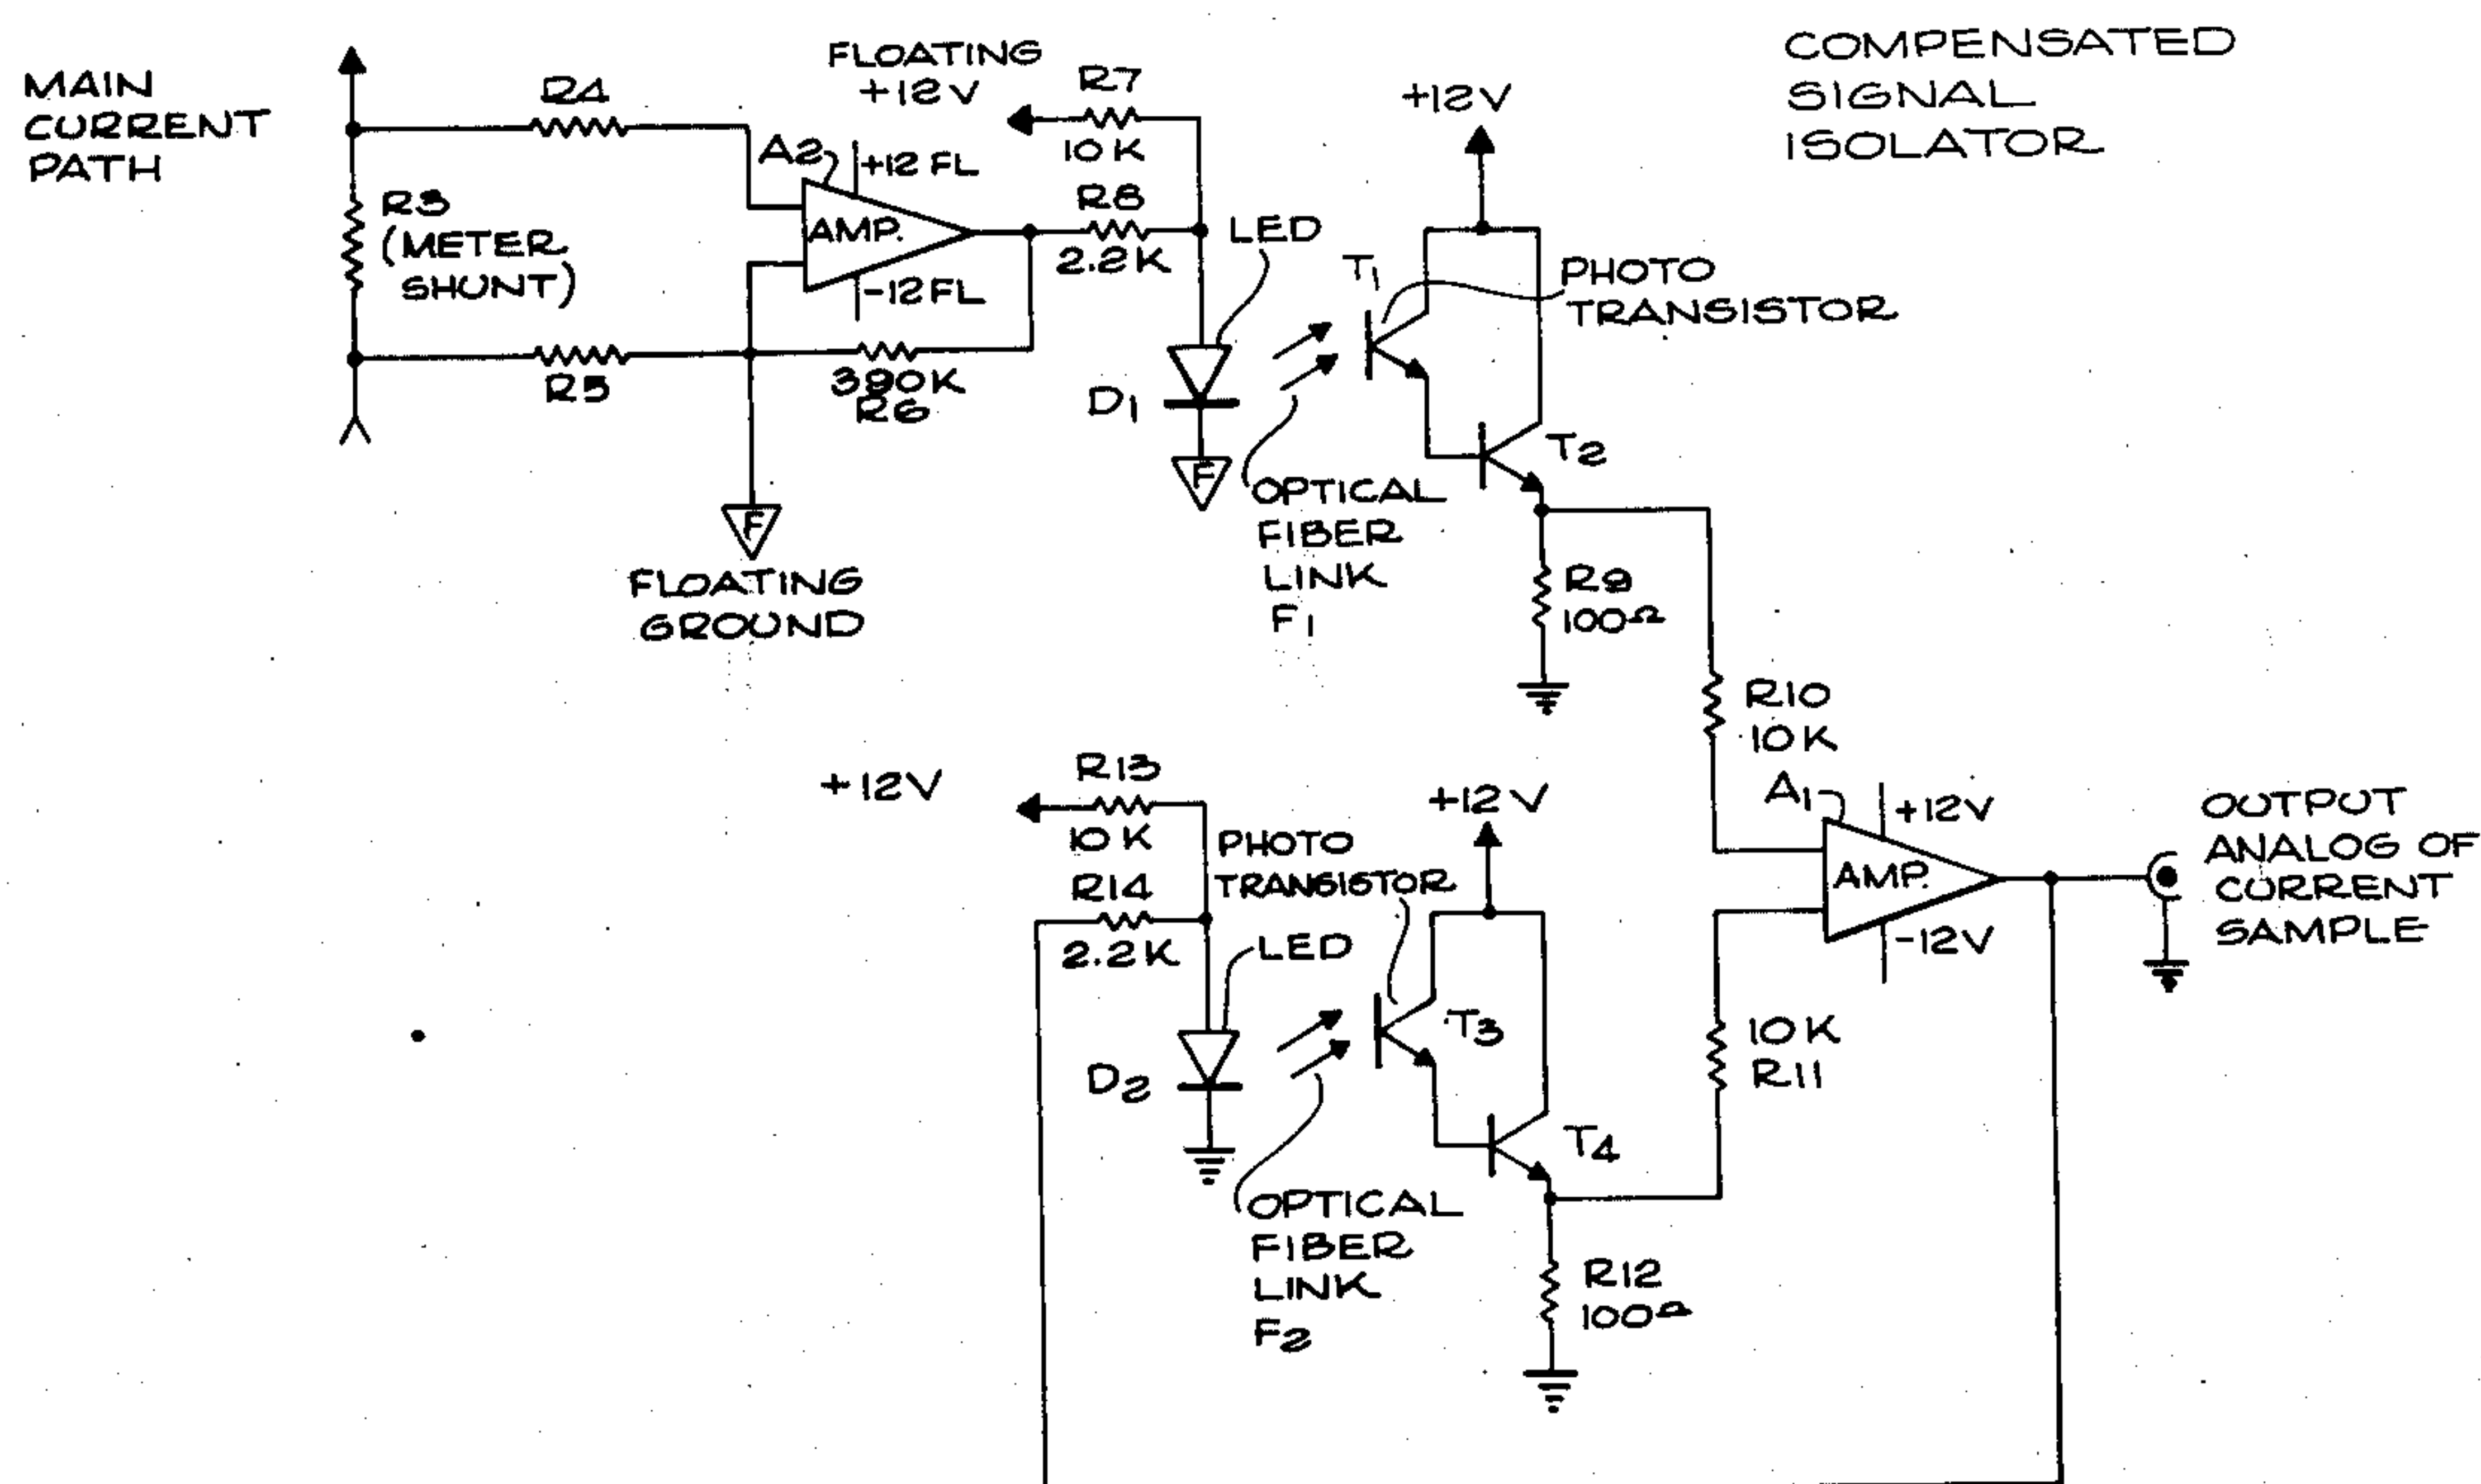 COMPENSATED
SIGNAL
ISOLATOR
MAIN
CURRENT
PATH
R4
FLOATING
+12V
R7
10K
+12V
A2
+12 FL
AMP.
-12FL
R8
2.2K
LED
R3
(METER
SHUNT)
T1
PHOTO
TRANSISTOR
R5
390K
R6
D1
T2
F
OPTICAL
FIBER
LINK
F1
F
FLOATING
GROUND
R9
100Ω
R10
10K
+12V
R13
10K
R14
2.2K
PHOTO
TRANSISTOR
+12V
A1
+12V
AMP.
-12V
OUTPUT
ANALOG OF
CURRENT
SAMPLE
LED
T3
D2
10K
R11
T4
OPTICAL
FIBER
LINK
F2
R12
100Ω